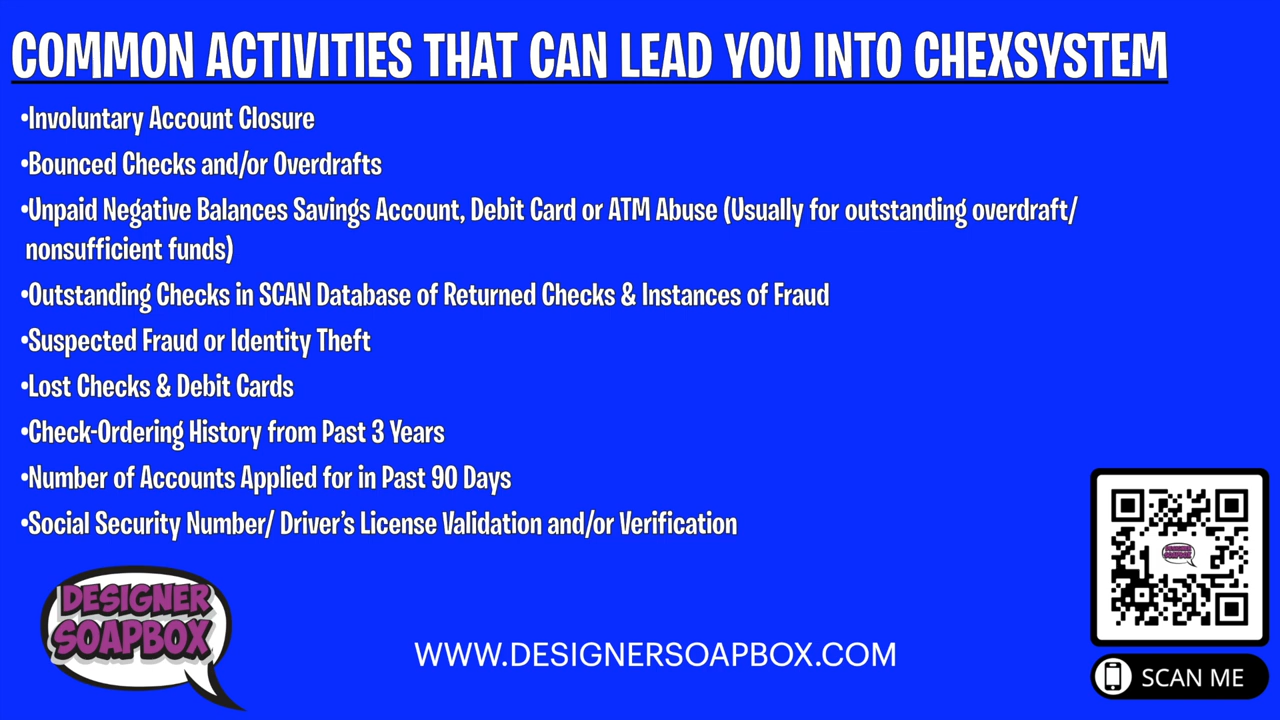 COMMON ACTIVITIES THAT CAN LEAD YOU INTO CHEXSYSTEM
•Involuntary Account Closure
•Bounced Checks and/or Overdrafts
•Unpaid Negative Balances Savings Account, Debit Card or ATM Abuse (Usually for outstanding overdraft/
nonsufficient funds)
•Outstanding Checks in SCAN Database of Returned Checks & Instances of Fraud
•Suspected Fraud or Identity Theft
•Lost Checks & Debit Cards
•Check-Ordering History from Past 3 Years
•Number of Accounts Applied for in Past 90 Days
•Social Security Number/ Driver’s License Validation and/or Verification
DESIGNER
SOAPBOX
WWW.DESIGNERSOAPBOX.COM
DESIGNER
SOAPBOX
SCAN ME